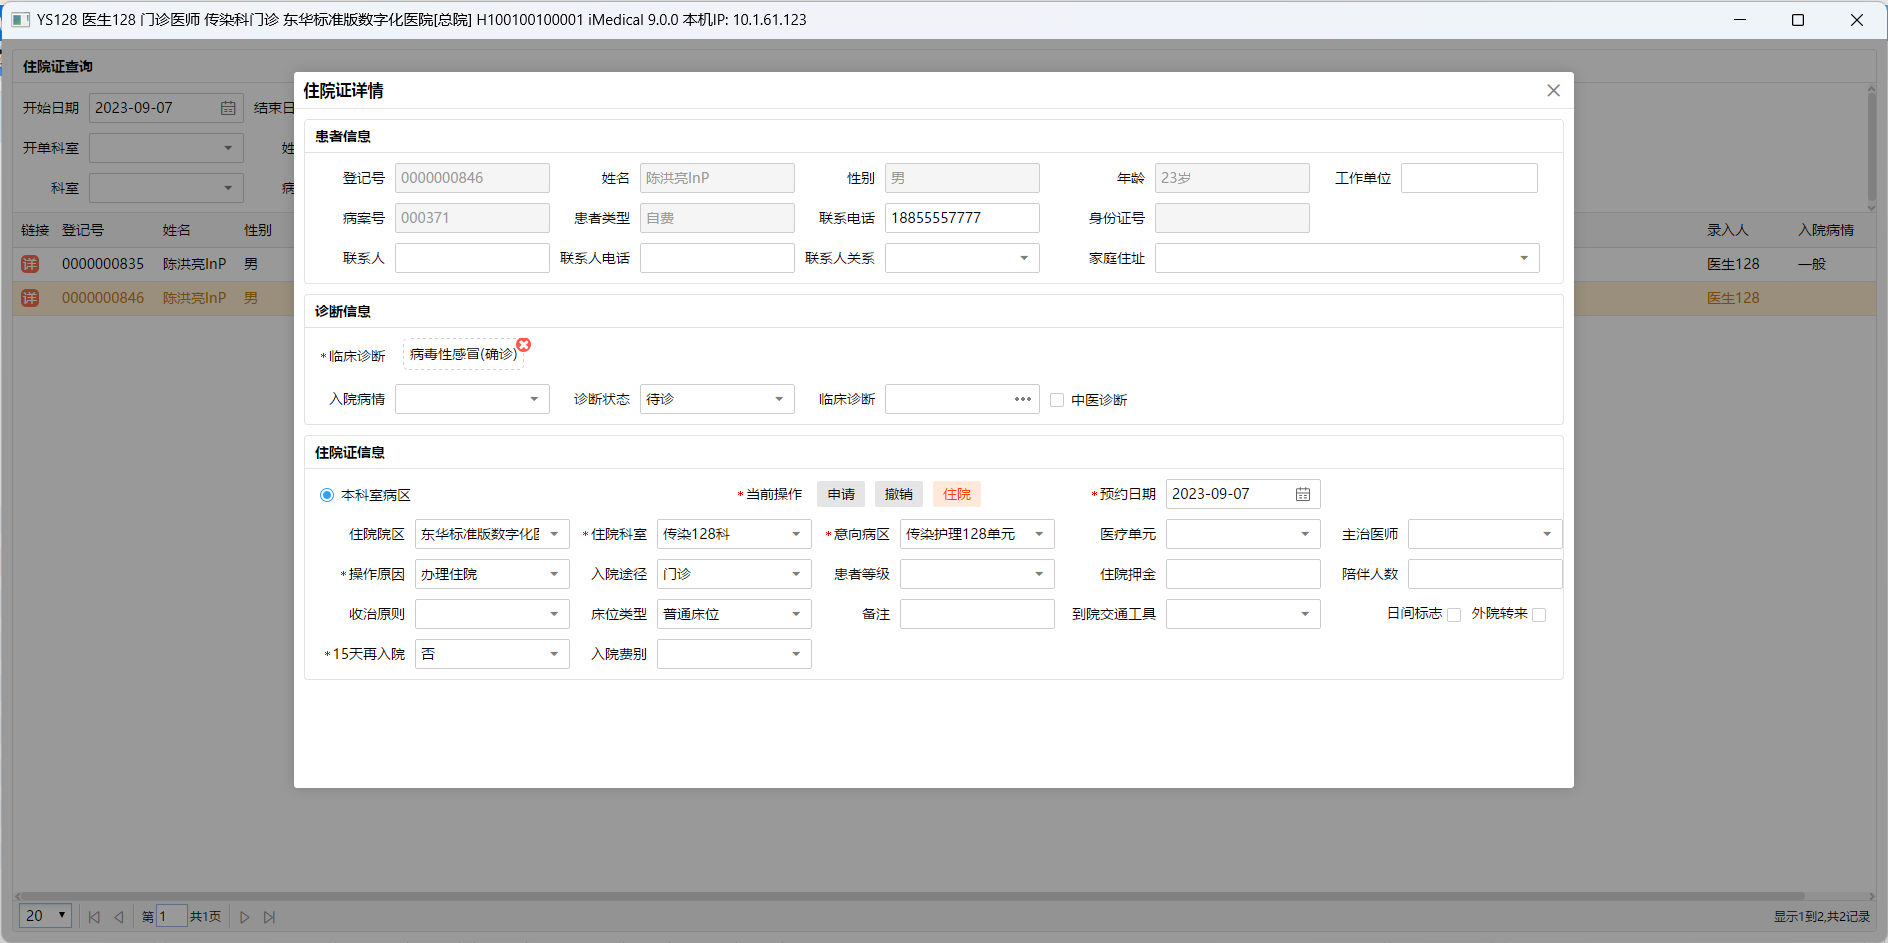 YS128 医生128 门诊医师 传染科门诊 东华标准版数字化医院[总院] H100100100001 iMedical 9.0.0 本机IP: 10.1.61.123
住院证查询
开始日期 2023-09-07 结束日
开单科室 姓
科室 病
链接 登记号 姓名 性别 录入人 入院病情
详 0000000835 陈洪亮InP 男 医生128 一般
详 0000000846 陈洪亮InP 男 医生128
住院证详情
患者信息
登记号 0000000846 姓名 陈洪亮InP 性别 男 年龄 23岁 工作单位
病案号 000371 患者类型 自费 联系电话 18855557777 身份证号
联系人 联系人电话 联系人关系 家庭住址
诊断信息
*临床诊断 病毒性感冒(确诊)
入院病情 诊断状态 待诊 临床诊断 中医诊断
住院证信息
本科室病区 *当前操作 申请 撤销 住院 *预约日期 2023-09-07
住院院区 东华标准版数字化 *住院科室 传染128科 *意向病区 传染护理128单元 医疗单元 主治医师
*操作原因 办理住院 入院途径 门诊 患者等级 住院押金 陪伴人数
收治原则 床位类型 普通床位 备注 到院交通工具 日间标志 外院转来
*15天再入院 否 入院费别
20 第 1 共1页 显示1到2,共2记录